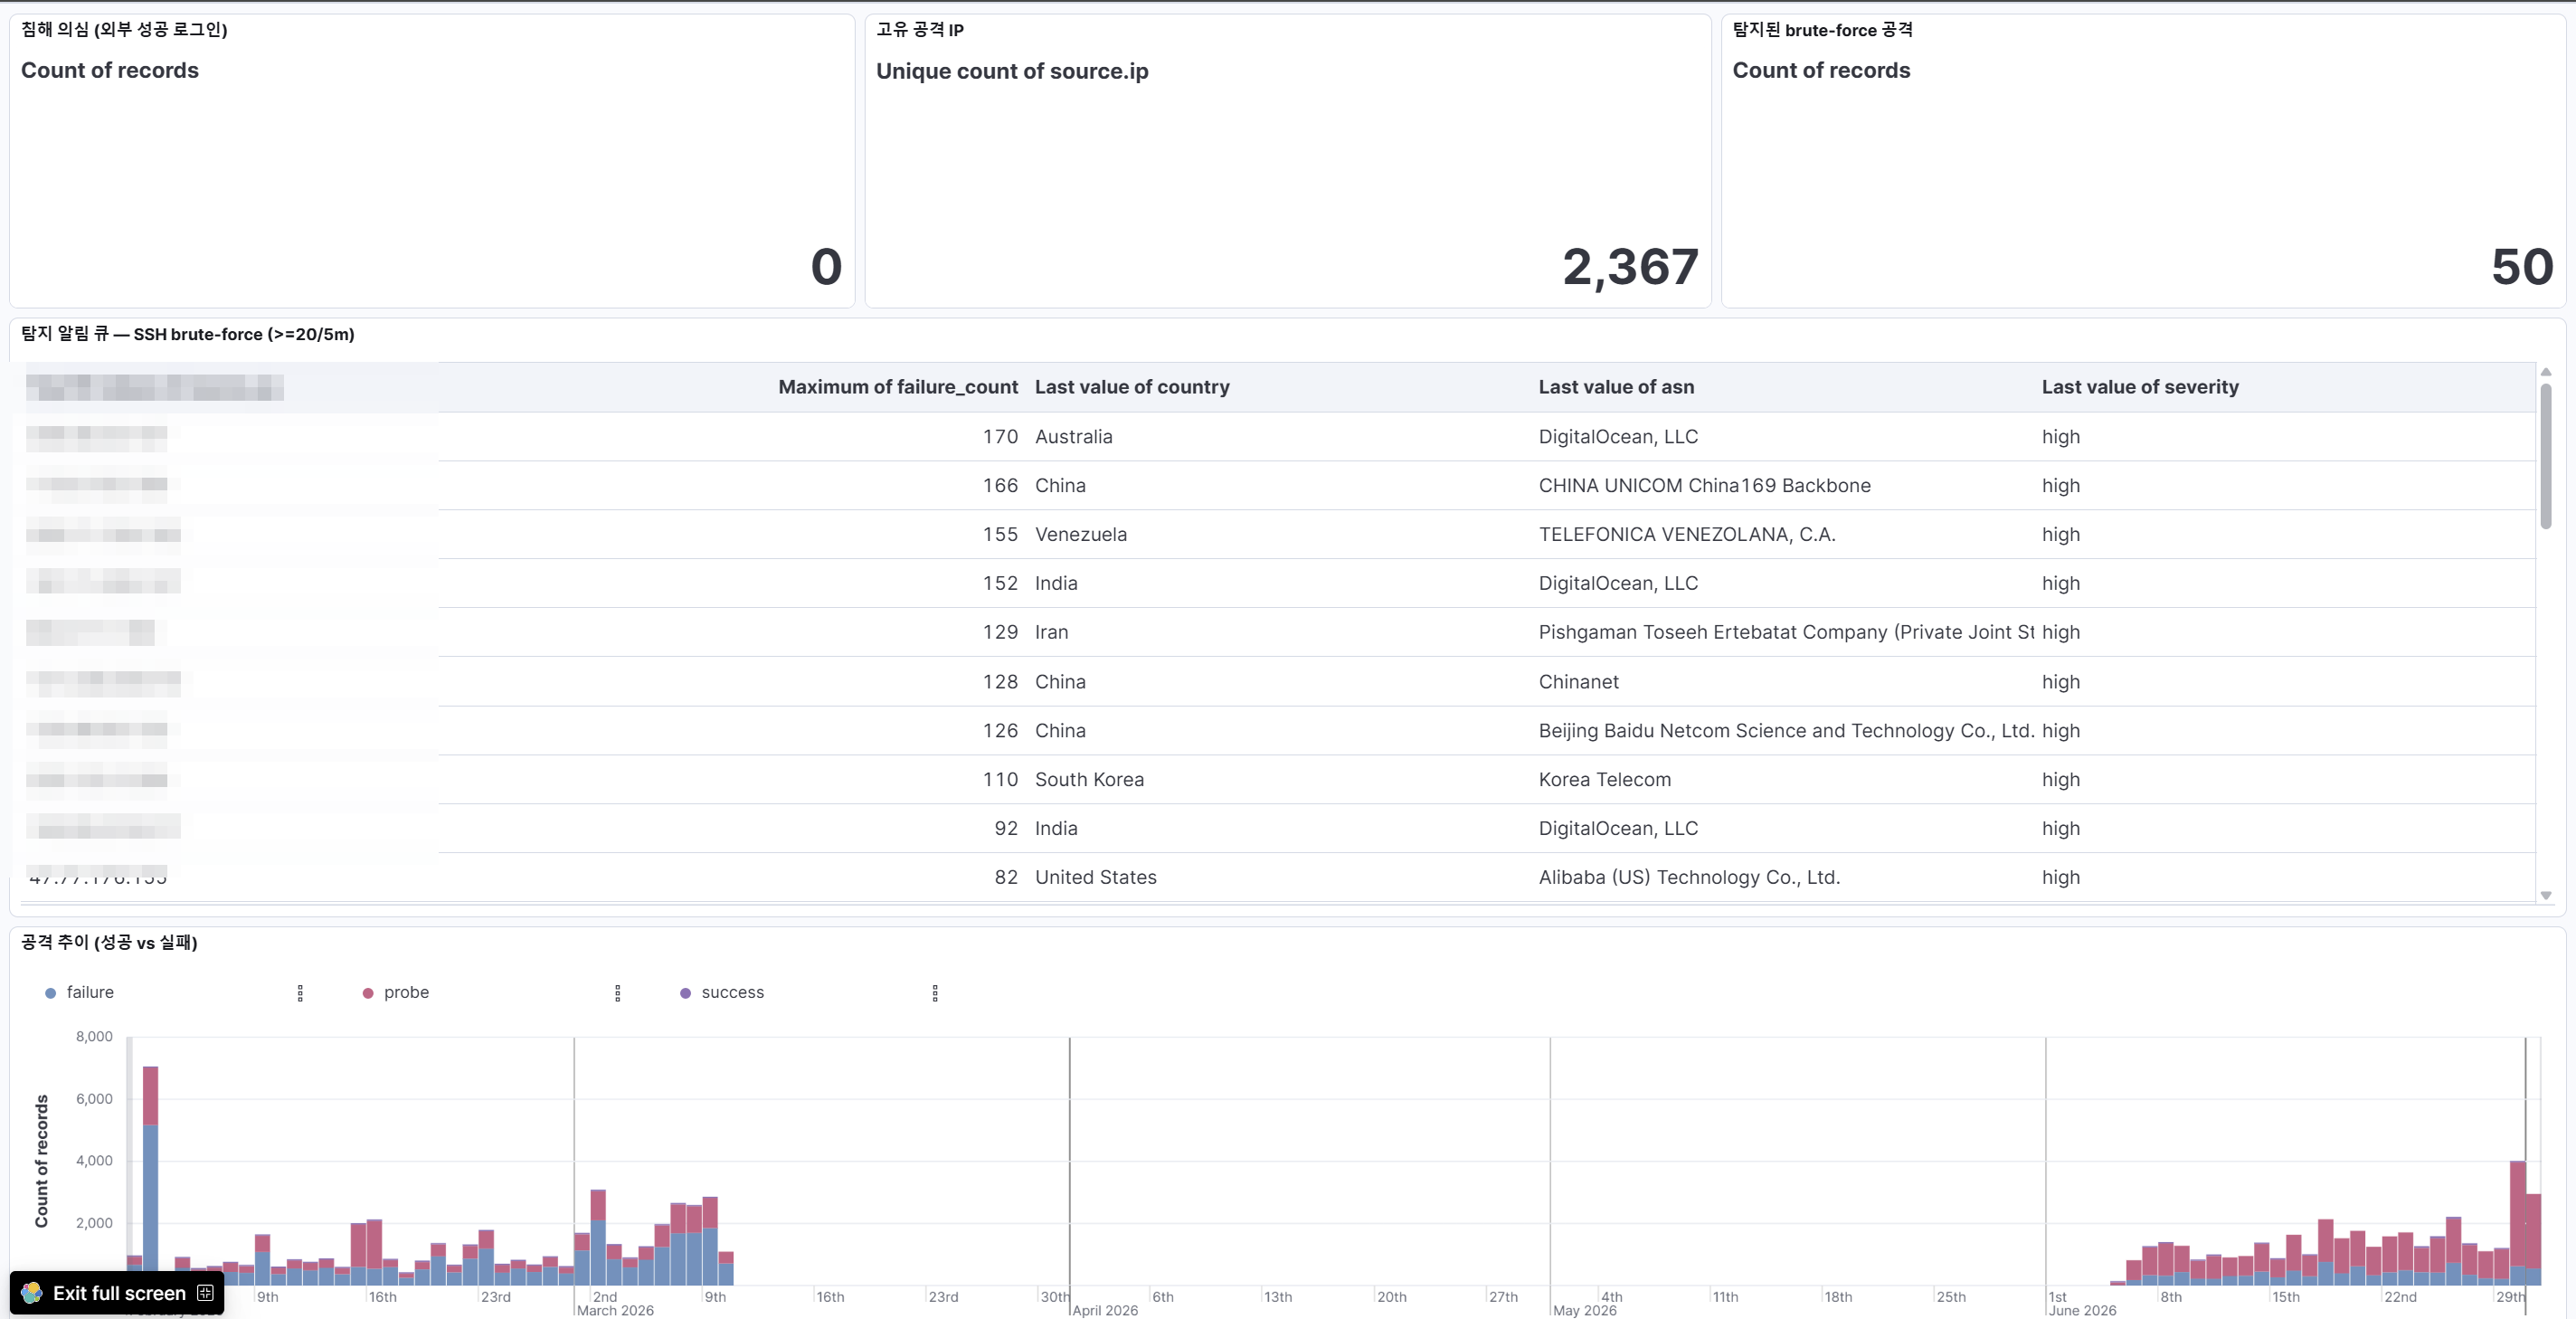 침해 의심 (외부 성공 로그인)
Count of records
0
고유 공격 IP
Unique count of source.ip
2,367
탐지된 brute-force 공격
Count of records
50
탐지 알림 큐 — SSH brute-force (>=20/5m)
Maximum of failure_count Last value of country Last value of asn Last value of severity
170 Australia DigitalOcean, LLC high
166 China CHINA UNICOM China169 Backbone high
155 Venezuela TELEFONICA VENEZOLANA, C.A. high
152 India DigitalOcean, LLC high
129 Iran Pishgaman Toseeh Ertebatat Company (Private Joint St high
128 China Chinanet high
126 China Beijing Baidu Netcom Science and Technology Co., Ltd. high
110 South Korea Korea Telecom high
92 India DigitalOcean, LLC high
82 United States Alibaba (US) Technology Co., Ltd. high
공격 추이 (성공 vs 실패)
failure probe success
Count of records
8,000
6,000
4,000
2,000
9th 16th 23rd 2nd 9th 16th 23rd 30th 6th 13th 20th 27th 4th 11th 18th 25th 1st 8th 15th 22nd 29th
March 2026 April 2026 May 2026 June 2026
Exit full screen